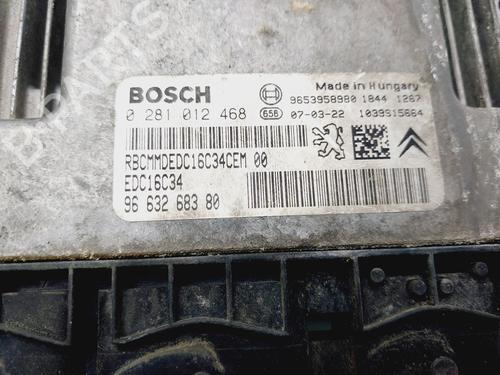 BOSCH
Made in Hungary
9653958980 1844 1267
0 281 012 468
656
07-03-22 1039S15664
RBCMMDEDC16C34CEM 00
EDC16C34
96 632 683 80